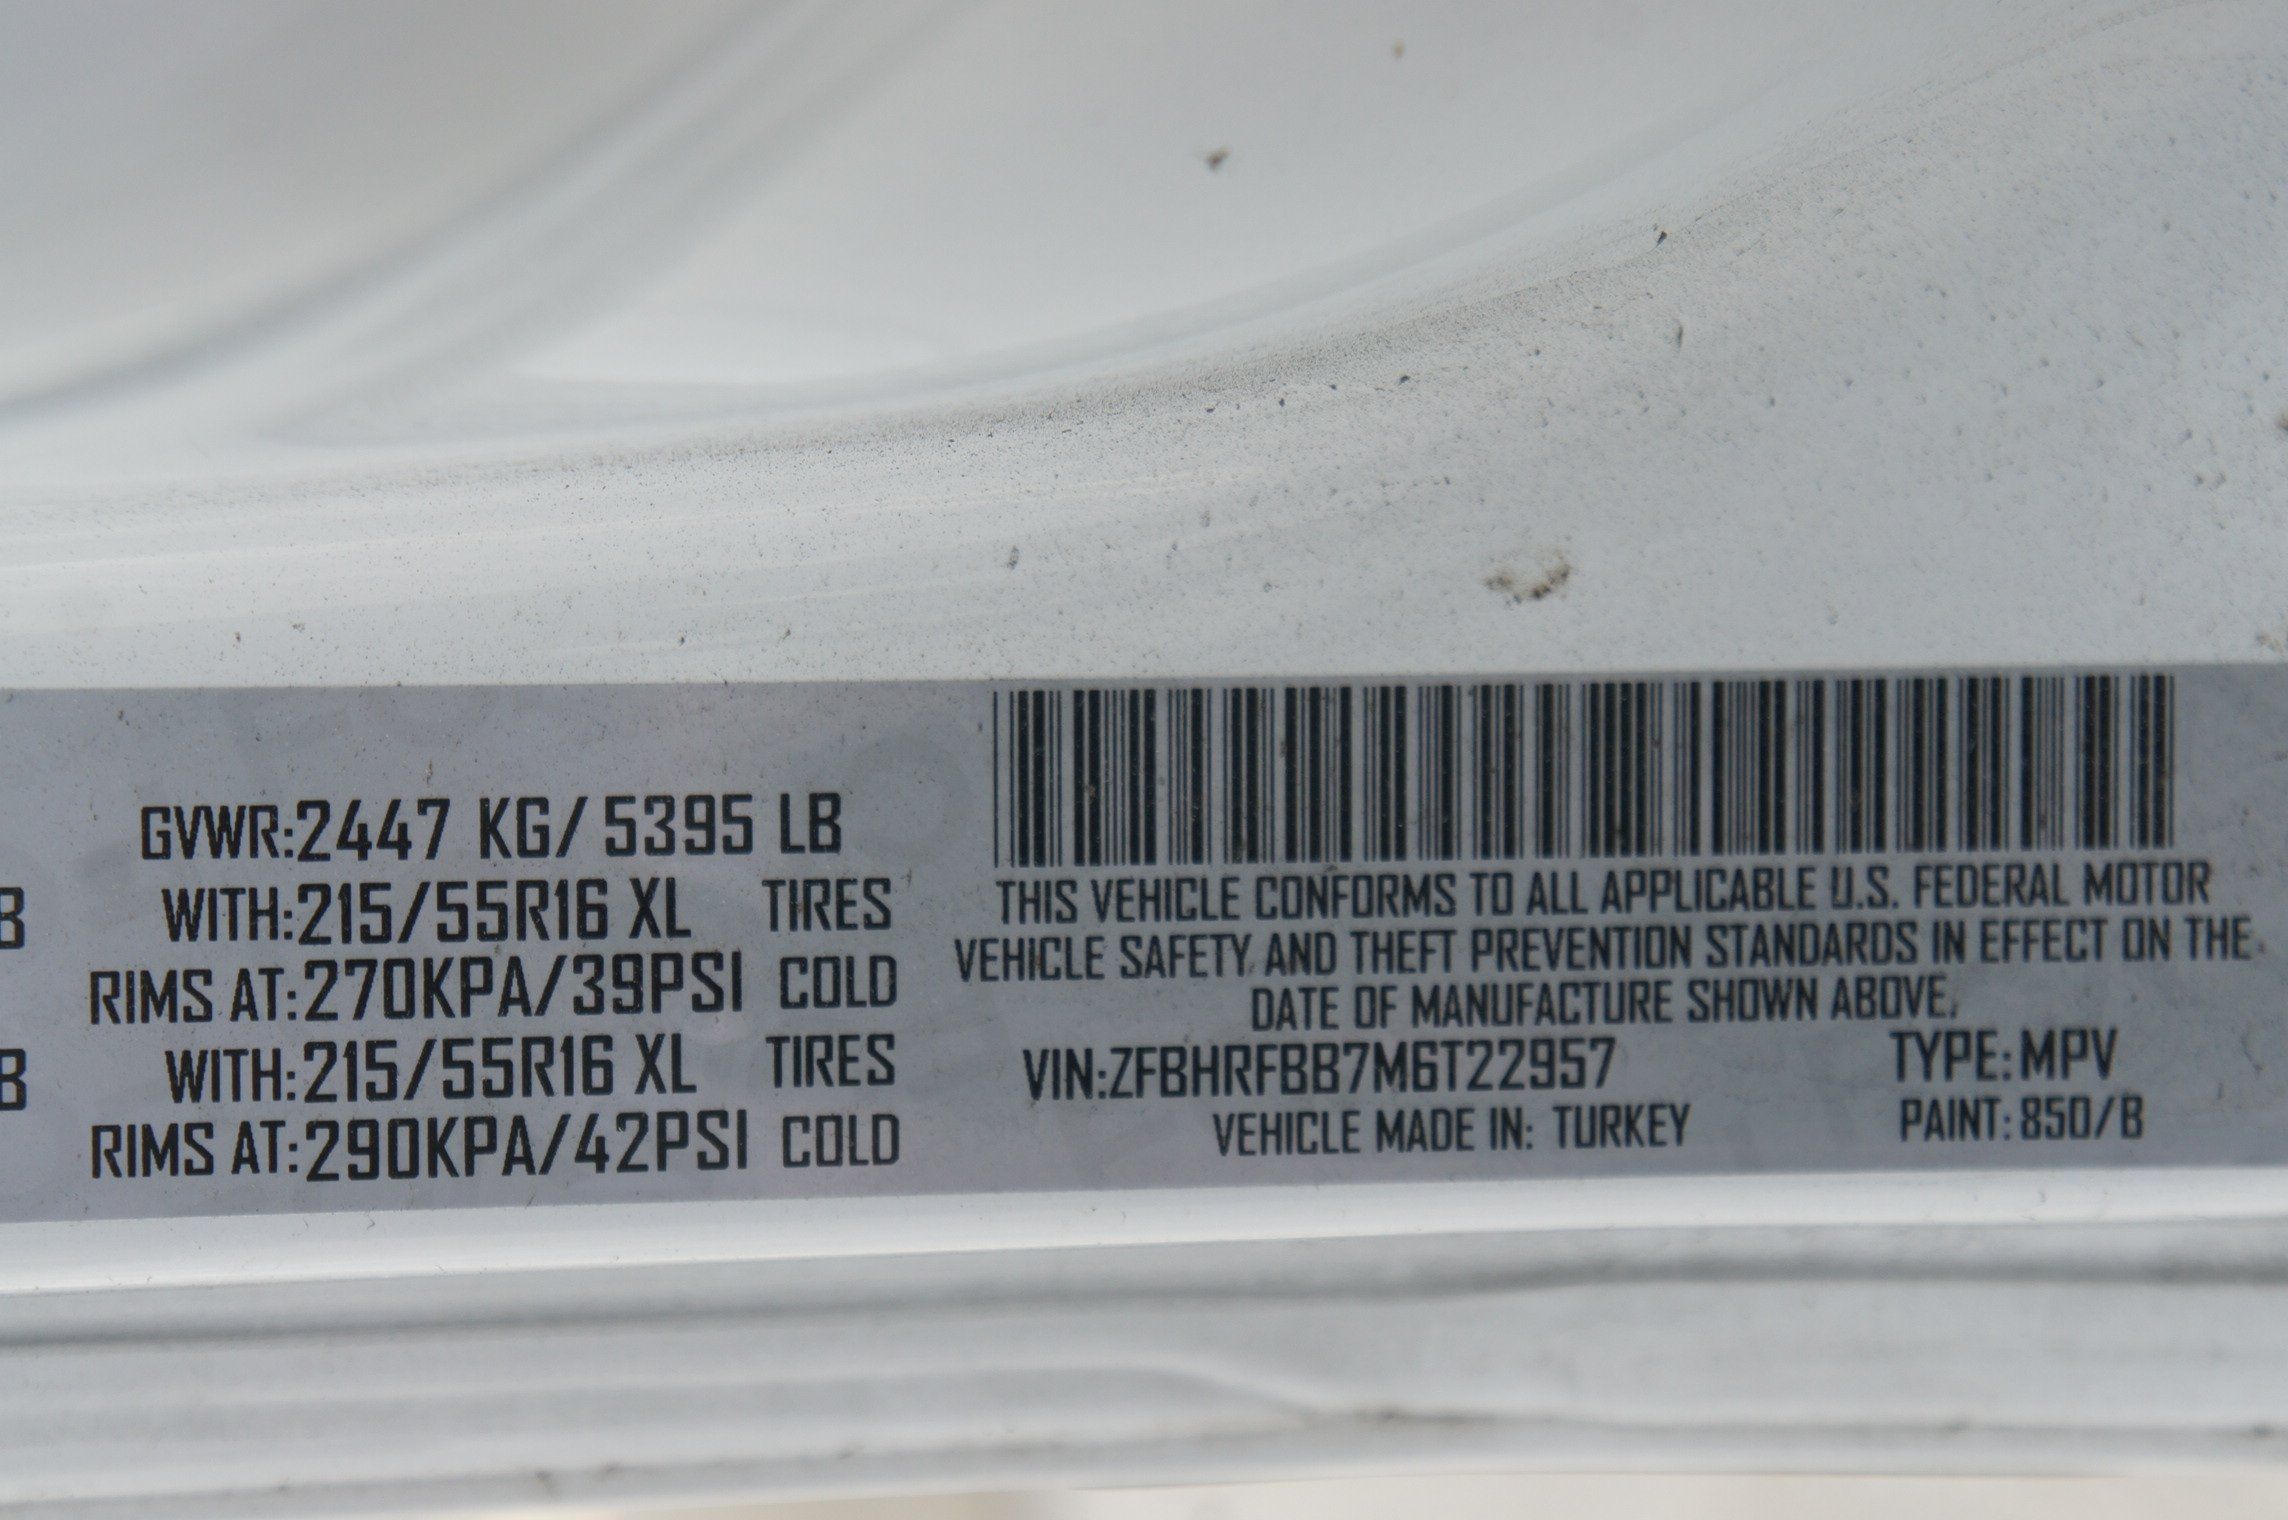 GVWR:2447 KG/ 5395 LB
B WITH:215/55R16 XL TIRES
RIMS AT:270KPA/39PSI COLD
B WITH:215/55R16 XL TIRES
RIMS AT:290KPA/42PSI COLD
THIS VEHICLE CONFORMS TO ALL APPLICABLE U.S. FEDERAL MOTOR
VEHICLE SAFETY, AND THEFT PREVENTION STANDARDS IN EFFECT ON THE
DATE OF MANUFACTURE SHOWN ABOVE.
VIN:ZFBHRFBB7M6T22957 TYPE:MPV
VEHICLE MADE IN: TURKEY PAINT: 850/B